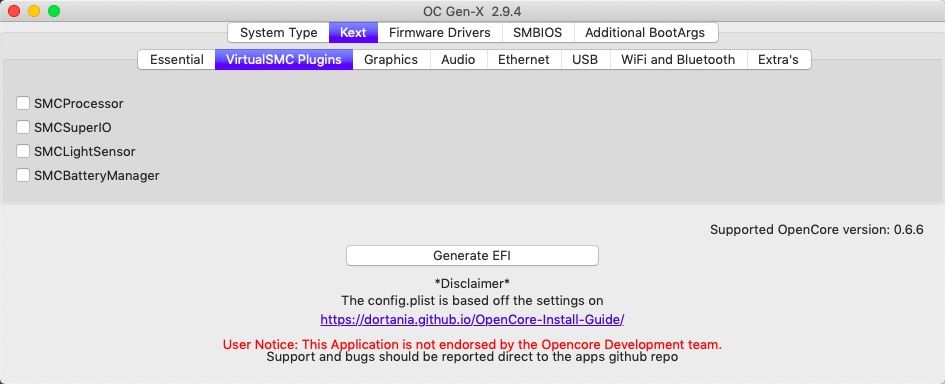 OC Gen-X 2.9.4
System Type Kext Firmware Drivers SMBIOS Additional BootArgs
Essential VirtualSMC Plugins Graphics Audio Ethernet USB WiFi and Bluetooth Extra's
SMCProcessor
SMCSuperIO
SMCLightSensor
SMCBatteryManager
Supported OpenCore version: 0.6.6
Generate EFI
*Disclaimer*
The config.plist is based off the settings on
https://dortania.github.io/OpenCore-Install-Guide/
User Notice: This Application is not endorsed by the Opencore Development team.
Support and bugs should be reported direct to the apps github repo